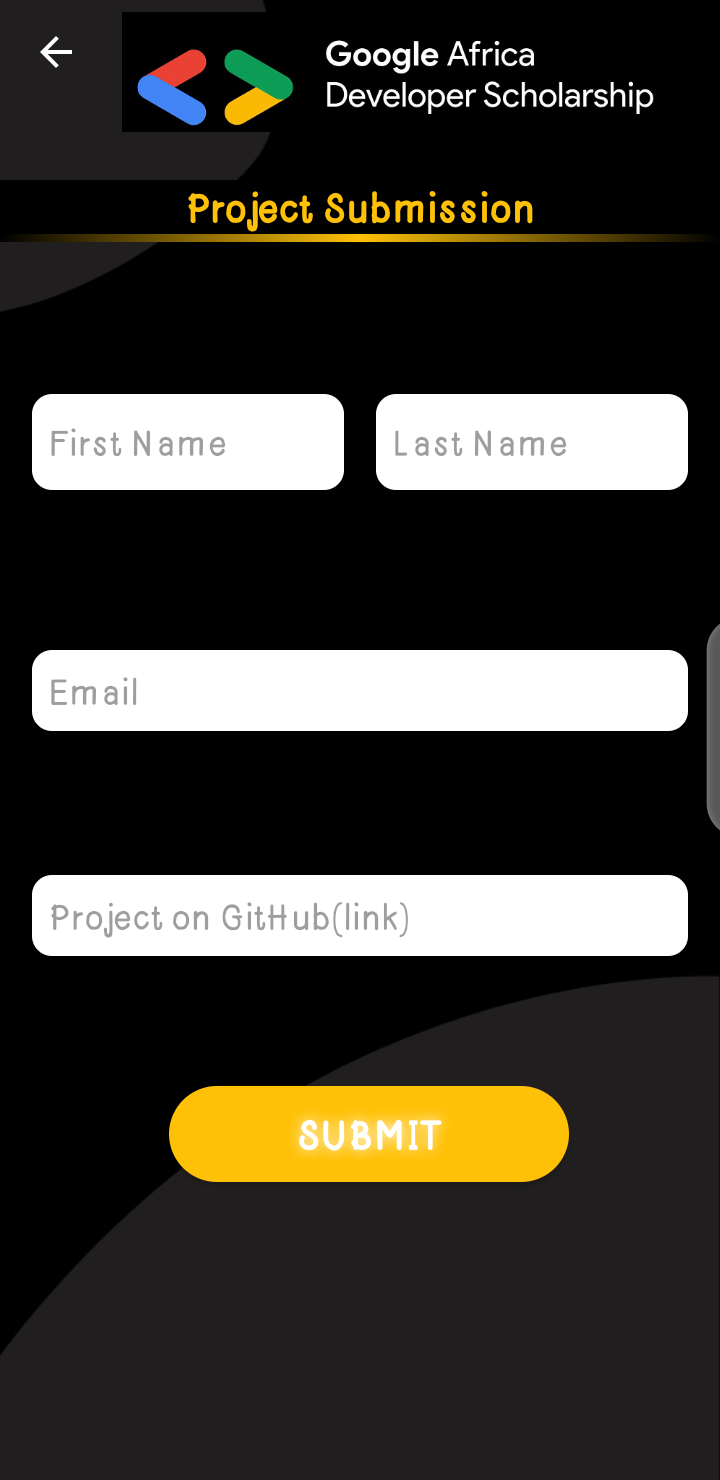 Google Africa
Developer Scholarship
Project Submission
First Name
Last Name
Email
Project on GitHub(link)
SUBMIT